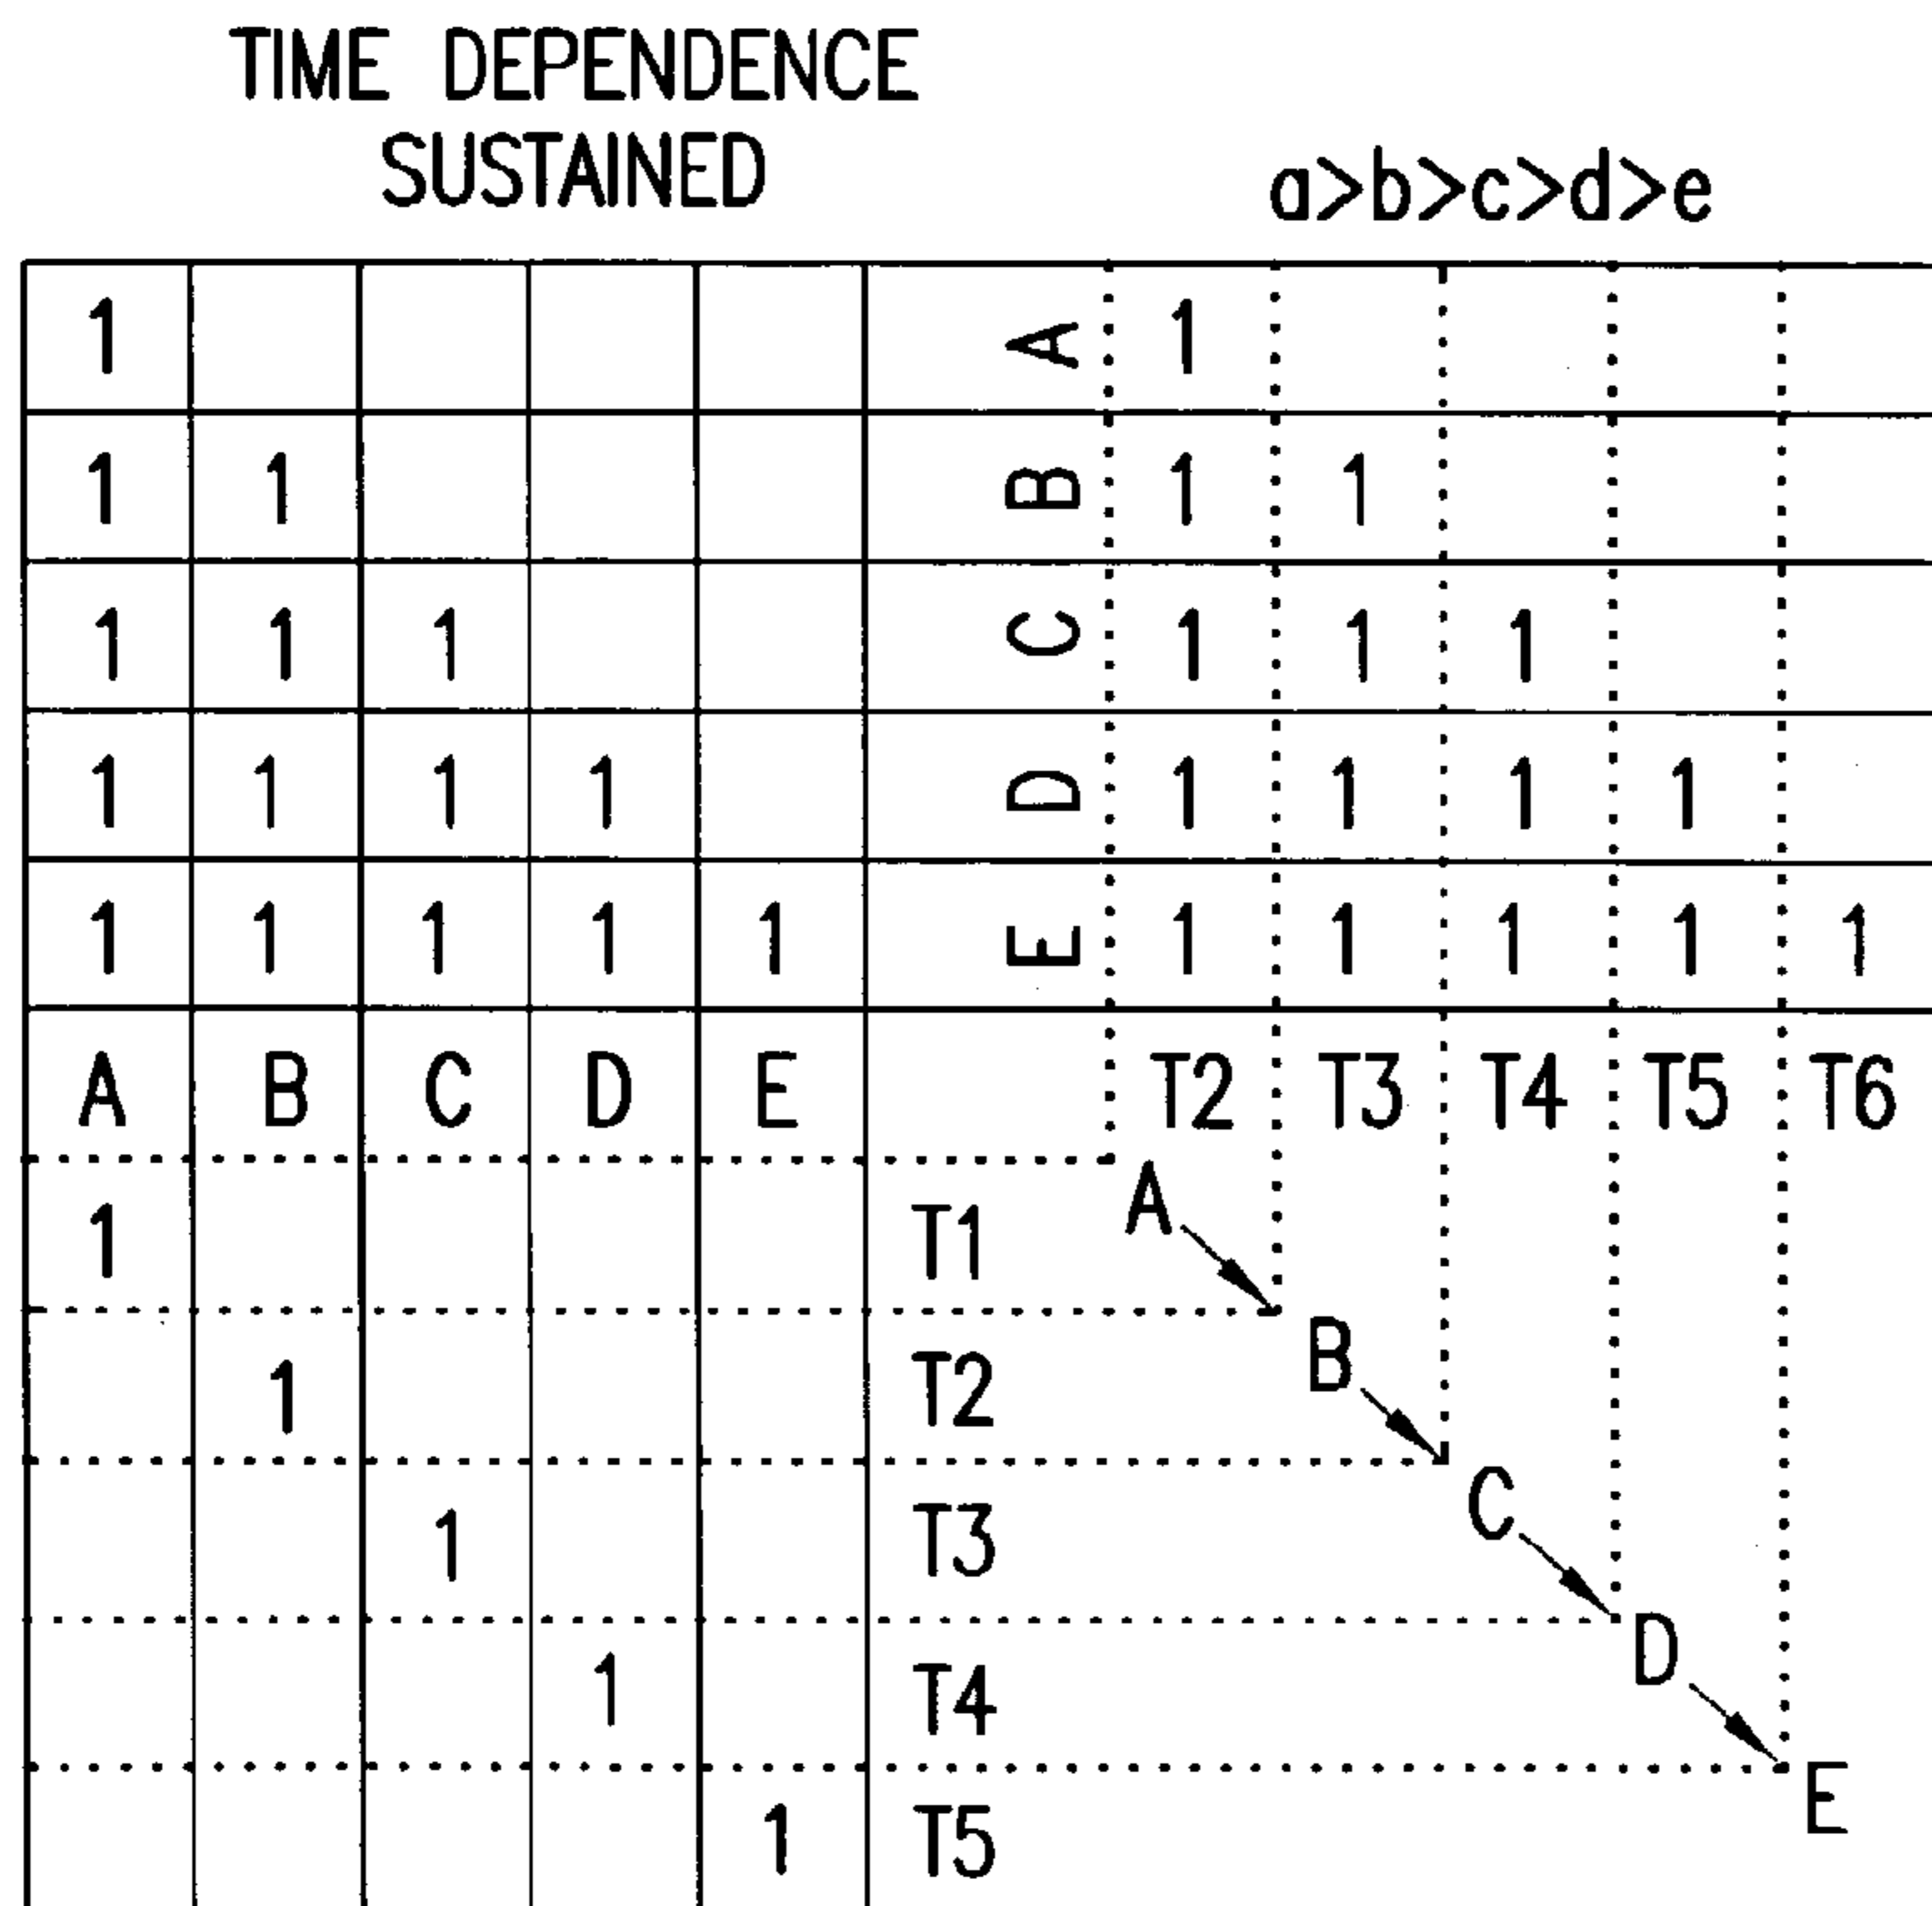 TIME DEPENDENCE
SUSTAINED
a>b>c>d>e
1 A 1
1 1 B 1 1
1 1 1 C 1 1 1
1 1 1 1 D 1 1 1 1
1 1 1 1 1 E 1 1 1 1 1
A B C D E T2 T3 T4 T5 T6
1 T1 A
1 T2 B
1 T3 C
1 T4 D
1 T5 E